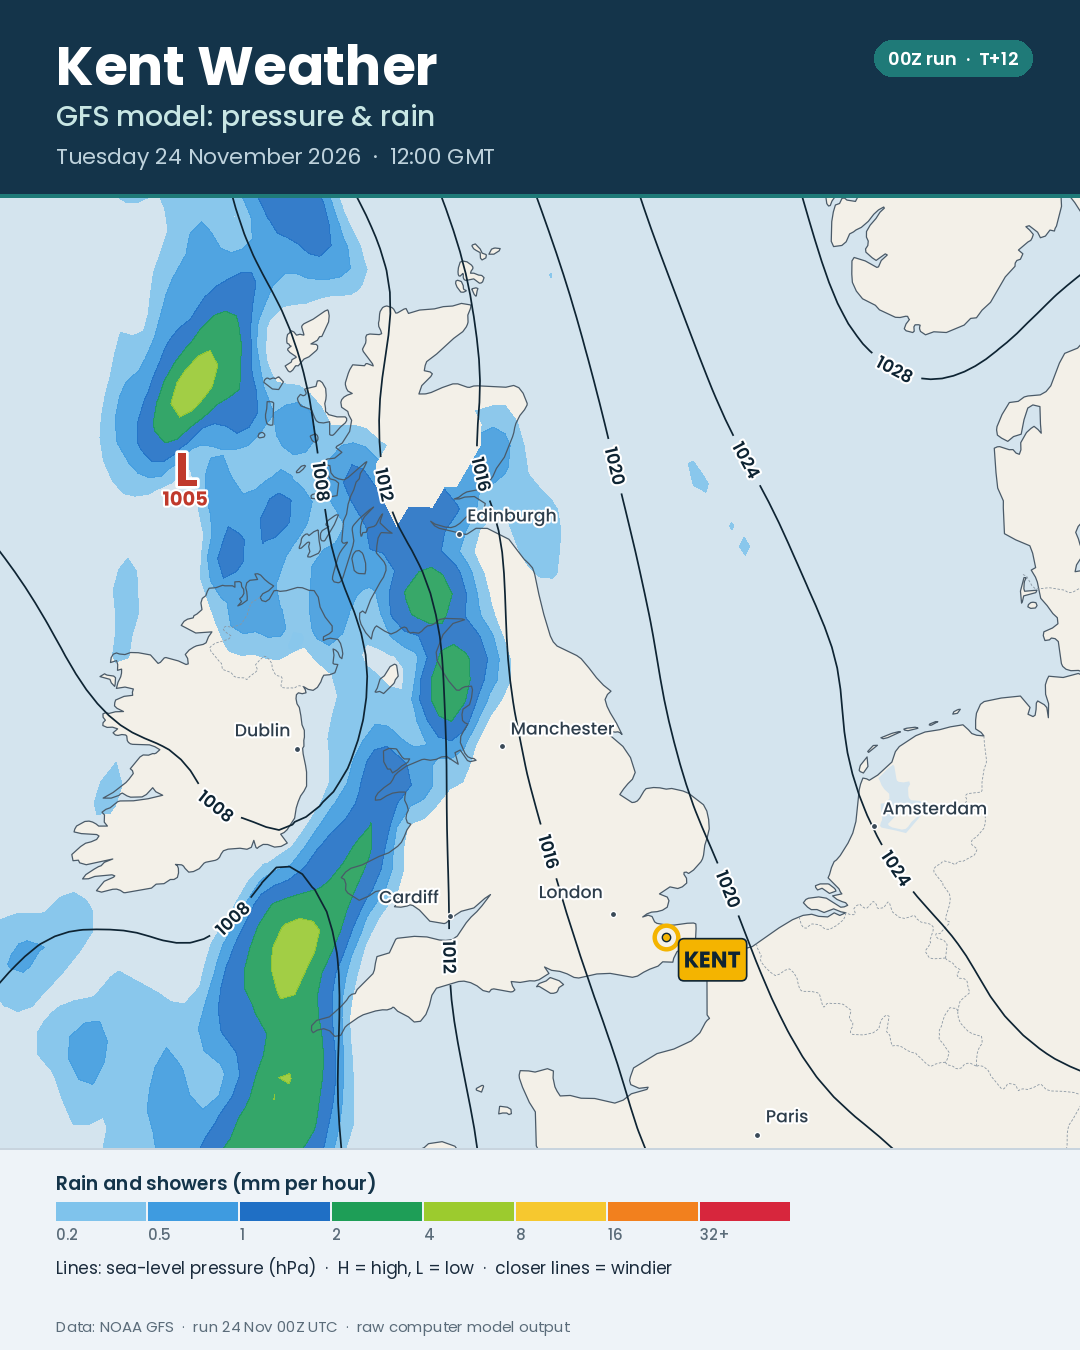 Kent Weather
00Z run · T+12
GFS model: pressure & rain
Tuesday 24 November 2026 · 12:00 GMT
1028
1024
1020
1016
1012
1008
L
1005
Edinburgh
Dublin
Manchester
1008
Amsterdam
1016
1024
1020
London
Cardiff
1008
1012
KENT
Paris
Rain and showers (mm per hour)
0.2 0.5 1 2 4 8 16 32+
Lines: sea-level pressure (hPa) · H = high, L = low · closer lines = windier
Data: NOAA GFS · run 24 Nov 00Z UTC · raw computer model output